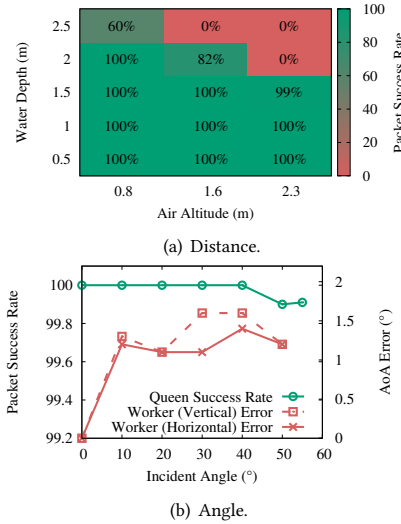 Water Depth (m)
2.5 60% 0% 0%
2 100% 82% 0%
1.5 100% 100% 99%
1 100% 100% 100%
0.5 100% 100% 100%
0.8 1.6 2.3
Air Altitude (m)
100
80
60
40
20
0
Packet Success Rate
(a) Distance.
Packet Success Rate
100
99.8
99.6
99.4
99.2
2
1.5
1
0.5
0
AoA Error (°)
Queen Success Rate
Worker (Vertical) Error
Worker (Horizontal) Error
0 10 20 30 40 50 60
Incident Angle (°)
(b) Angle.